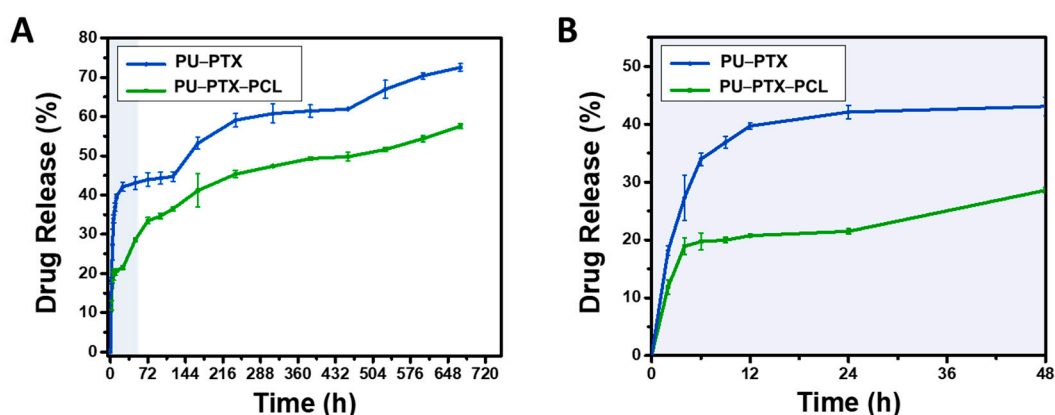 A
PU–PTX
PU–PTX–PCL
Drug Release (%)
80
70
60
50
40
30
20
10
0
0 72 144 216 288 360 432 504 576 648 720
Time (h)
B
PU–PTX
PU–PTX–PCL
Drug Release (%)
50
40
30
20
10
0
0 12 24 36 48
Time (h)